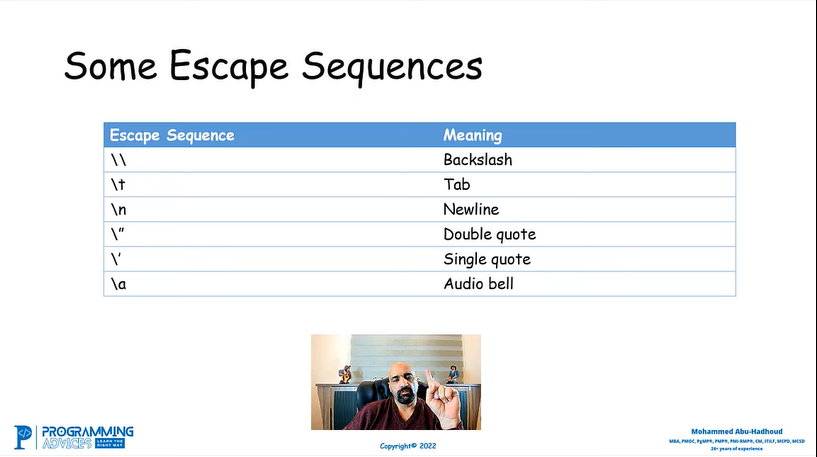 Some Escape Sequences
Escape Sequence Meaning
\\ Backslash
\t Tab
\n Newline
\” Double quote
\’ Single quote
\a Audio bell
PROGRAMMING
ADVICES LEARN THE RIGHT WAY
Copyright© 2022
Mohammed Abu-Hadhoud
MBA, PMOC, PgMP®, PMP®, PMI-RMP®, CM, ITILF, MCPD, MCSD
26+ years of experience